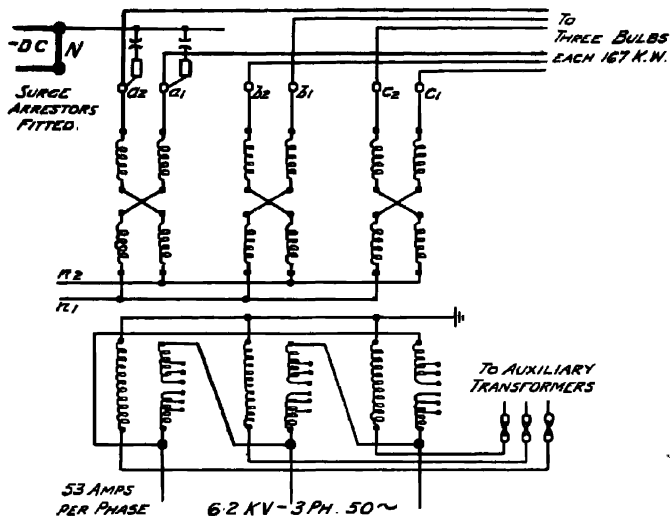 -DC
N
SURGE
ARRESTORS
FITTED.
TO
THREE BULBS
EACH 167 K.W.
a2
a1
b2
b1
c2
c1
n2
n1
TO AUXILIARY
TRANSFORMERS
53 AMPS
PER PHASE
6·2 KV - 3 PH. 50~